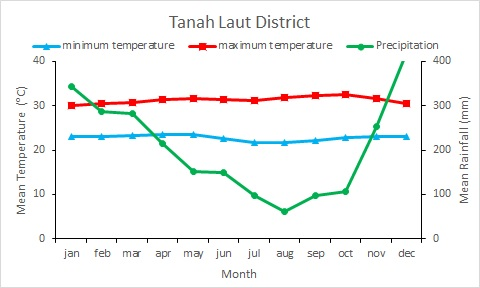 Tanah Laut District
minimum temperature maximum temperature Precipitation
40 400
30 300
20 200
10 100
0 0
Mean Temperature (°C)
Mean Rainfall (mm)
jan feb mar apr may jun jul aug sep oct nov dec
Month